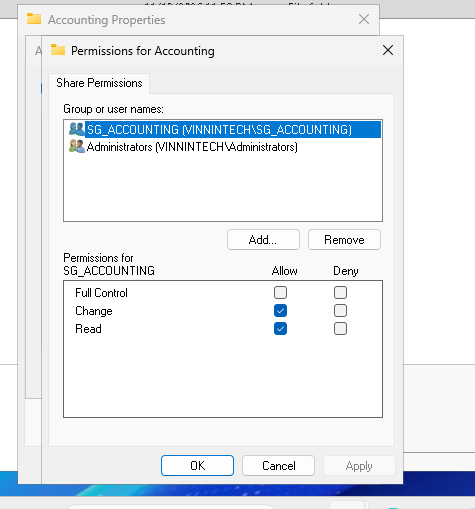 Accounting Properties
Permissions for Accounting
Share Permissions
Group or user names:
SG_ACCOUNTING (VINNINTECH\SG_ACCOUNTING)
Administrators (VINNINTECH\Administrators)
Add...
Remove
Permissions for
SG_ACCOUNTING
Allow
Deny
Full Control
Change
Read
OK
Cancel
Apply